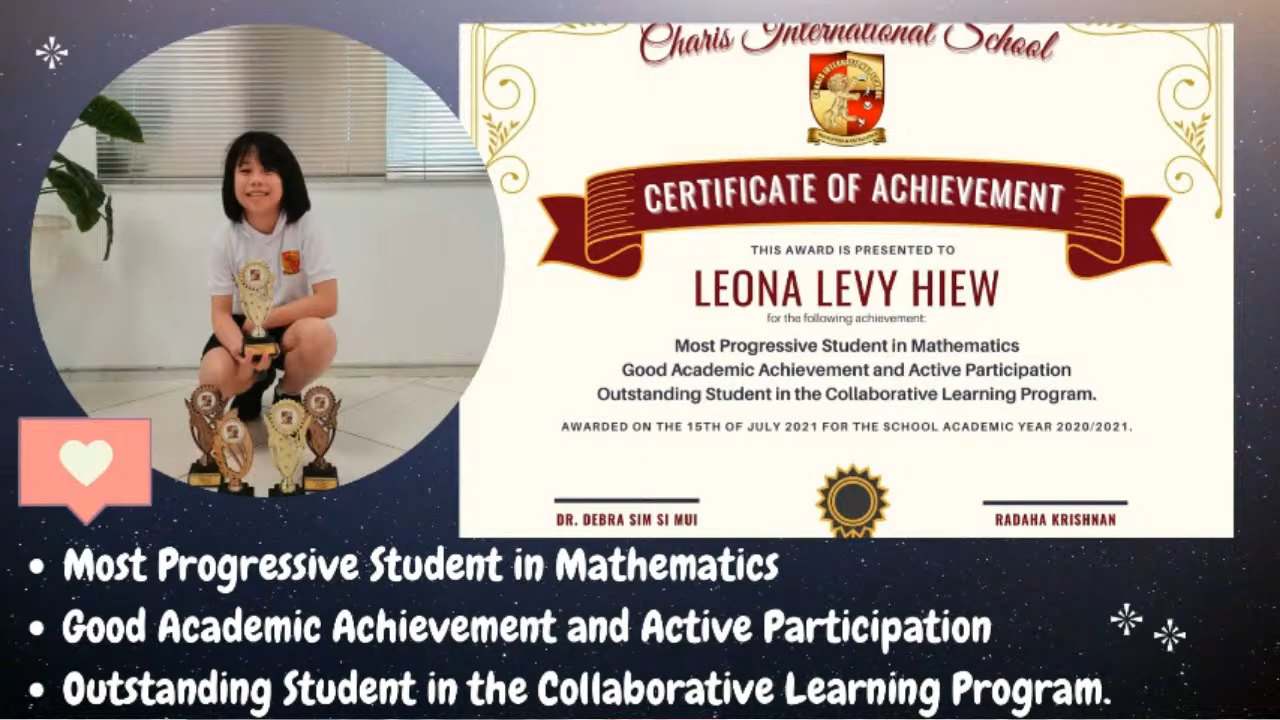 Charis International School
CERTIFICATE OF ACHIEVEMENT
THIS AWARD IS PRESENTED TO
LEONA LEVY HIEW
for the following achievement:
Most Progressive Student in Mathematics
Good Academic Achievement and Active Participation
Outstanding Student in the Collaborative Learning Program.
AWARDED ON THE 15TH OF JULY 2021 FOR THE SCHOOL ACADEMIC YEAR 2020/2021.
DR. DEBRA SIM SI MUI
RADAHA KRISHNAN
• Most Progressive Student in Mathematics
• Good Academic Achievement and Active Participation
• Outstanding Student in the Collaborative Learning Program.